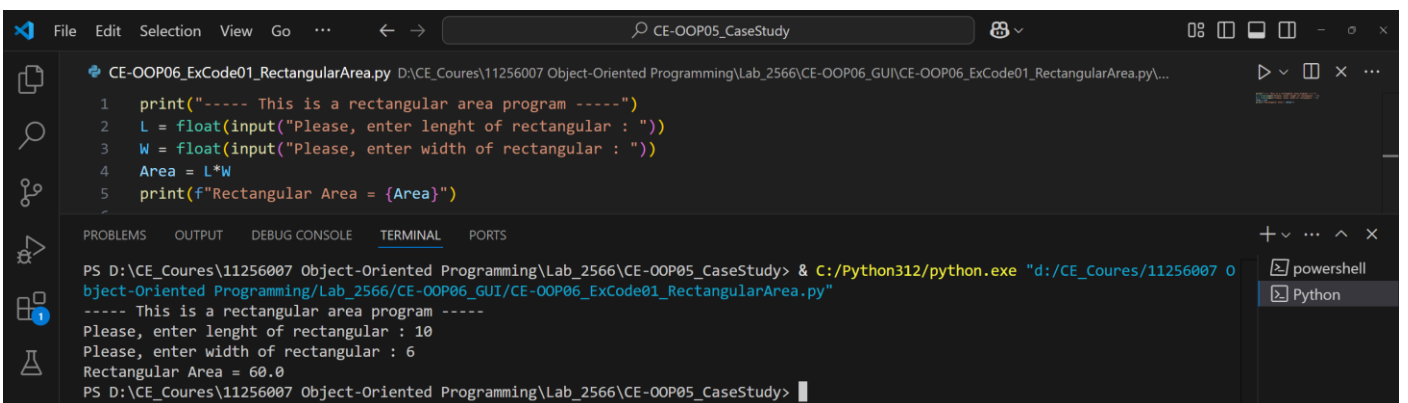 File Edit Selection View Go ··· CE-OOP05_CaseStudy
CE-OOP06_ExCode01_RectangularArea.py D:\CE_Coures\11256007 Object-Oriented Programming\Lab_2566\CE-OOP06_GUI\CE-OOP06_ExCode01_RectangularArea.py\...
1 print("----- This is a rectangular area program -----")
2 L = float(input("Please, enter lenght of rectangular : "))
3 W = float(input("Please, enter width of rectangular : "))
4 Area = L*W
5 print(f"Rectangular Area = {Area}")
PROBLEMS OUTPUT DEBUG CONSOLE TERMINAL PORTS
PS D:\CE_Coures\11256007 Object-Oriented Programming\Lab_2566\CE-OOP05_CaseStudy> & C:/Python312/python.exe "d:/CE_Coures/11256007 O
bject-Oriented Programming/Lab_2566/CE-OOP06_GUI/CE-OOP06_ExCode01_RectangularArea.py"
----- This is a rectangular area program -----
Please, enter lenght of rectangular : 10
Please, enter width of rectangular : 6
Rectangular Area = 60.0
PS D:\CE_Coures\11256007 Object-Oriented Programming\Lab_2566\CE-OOP05_CaseStudy>
powershell
Python
1